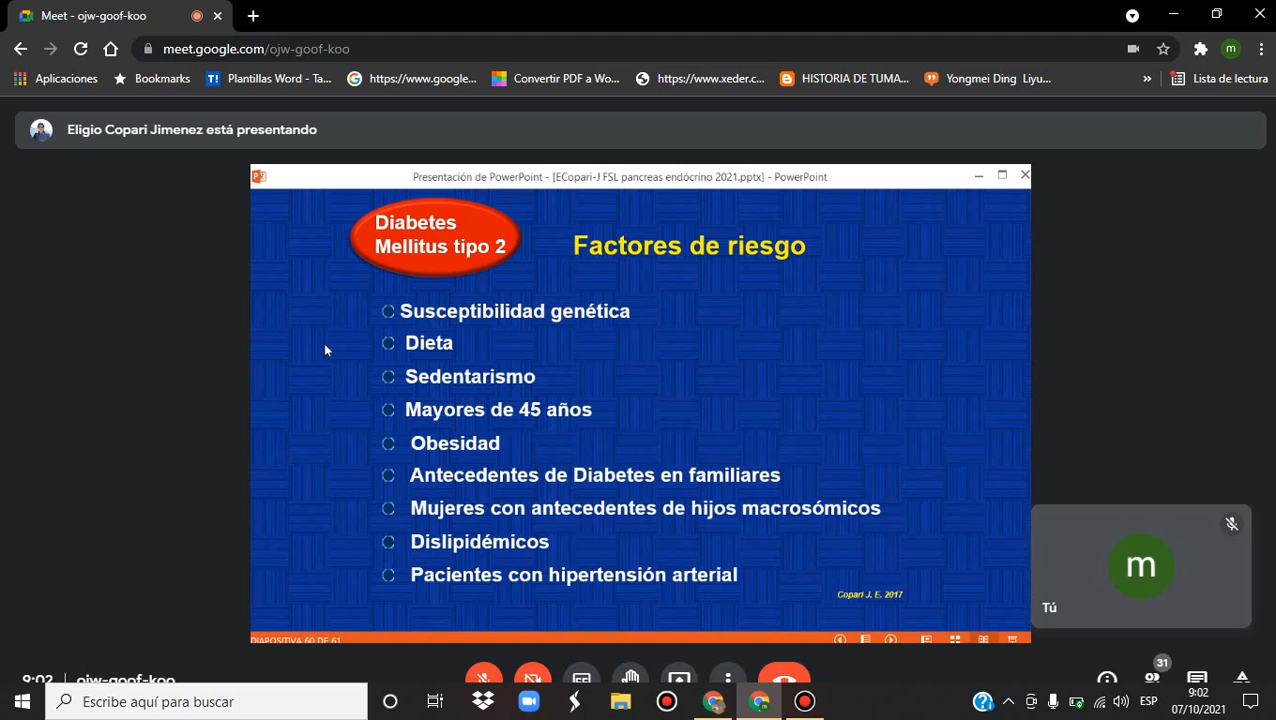 Meet - ojw-goof-koo
meet.google.com/ojw-goof-koo
Aplicaciones
Bookmarks
T!
Plantillas Word - Ta...
https://www.google...
Convertir PDF a Wo...
https://www.xeder.c...
HISTORIA DE TUMA...
Yongmei Ding Liyu...
»
Lista de lectura
m
Eligio Copari Jimenez está presentando
Presentación de PowerPoint - [ECopari-J FSL pancreas endócrino 2021.pptx] - PowerPoint
Diabetes
Mellitus tipo 2
Factores de riesgo
Susceptibilidad genética
Dieta
Sedentarismo
Mayores de 45 años
Obesidad
Antecedentes de Diabetes en familiares
Mujeres con antecedentes de hijos macrosómicos
Dislipidémicos
Pacientes con hipertensión arterial
Copari J. E. 2017
m
Tú
DIAPOSITIVA 60 DE 61
9:02 | ojw-goof-koo
31
Escribe aquí para buscar
ESP
9:02
07/10/2021